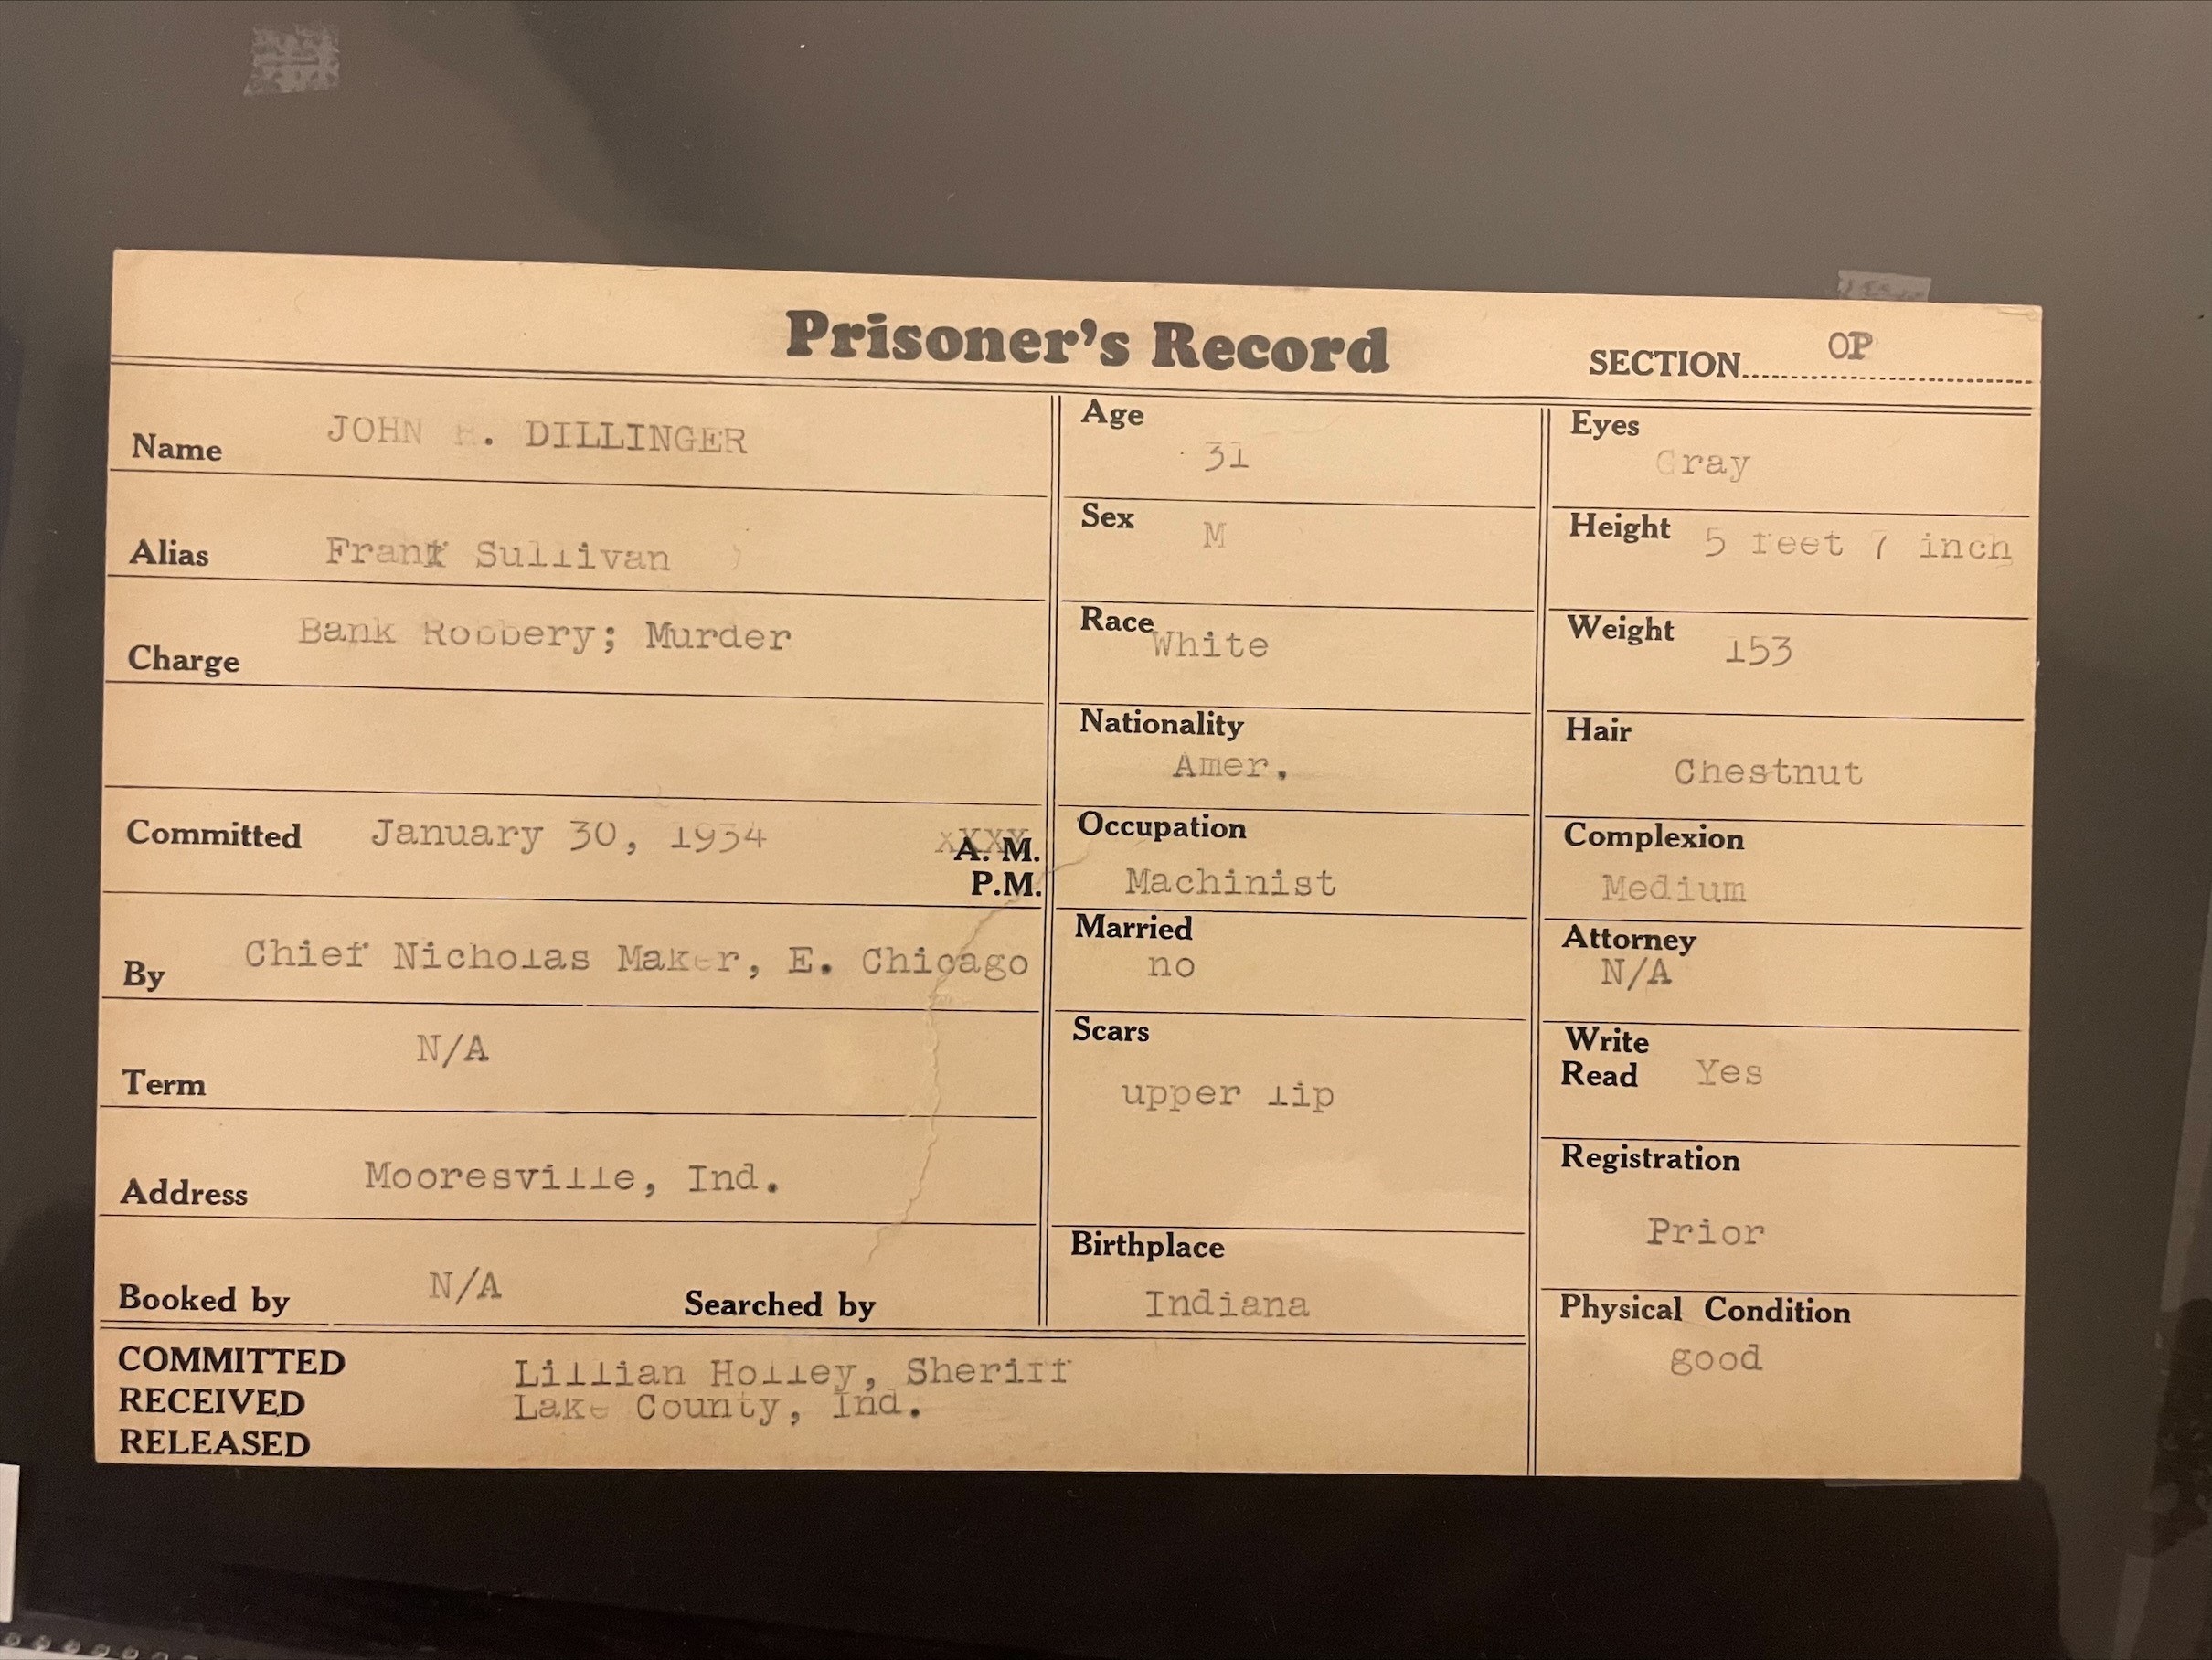 Prisoner's Record
SECTION OP
Name JOHN H. DILLINGER
Alias Frank Sullivan
Charge Bank Robbery; Murder
Committed January 30, 1934 XXXX A. M.
P.M.
By Chief Nicholas Maker, E. Chicago
Term N/A
Address Mooresville, Ind.
Booked by N/A Searched by
COMMITTED
RECEIVED
RELEASED
Lillian Holley, Sheriff
Lake County, Ind.
Age
31
Sex M
Race White
Nationality
Amer.
Occupation
Machinist
Married
no
Scars
upper lip
Birthplace
Indiana
Eyes
Gray
Height 5 feet 7 inch
Weight 153
Hair
Chestnut
Complexion
Medium
Attorney
N/A
Write
Read Yes
Registration
Prior
Physical Condition
good